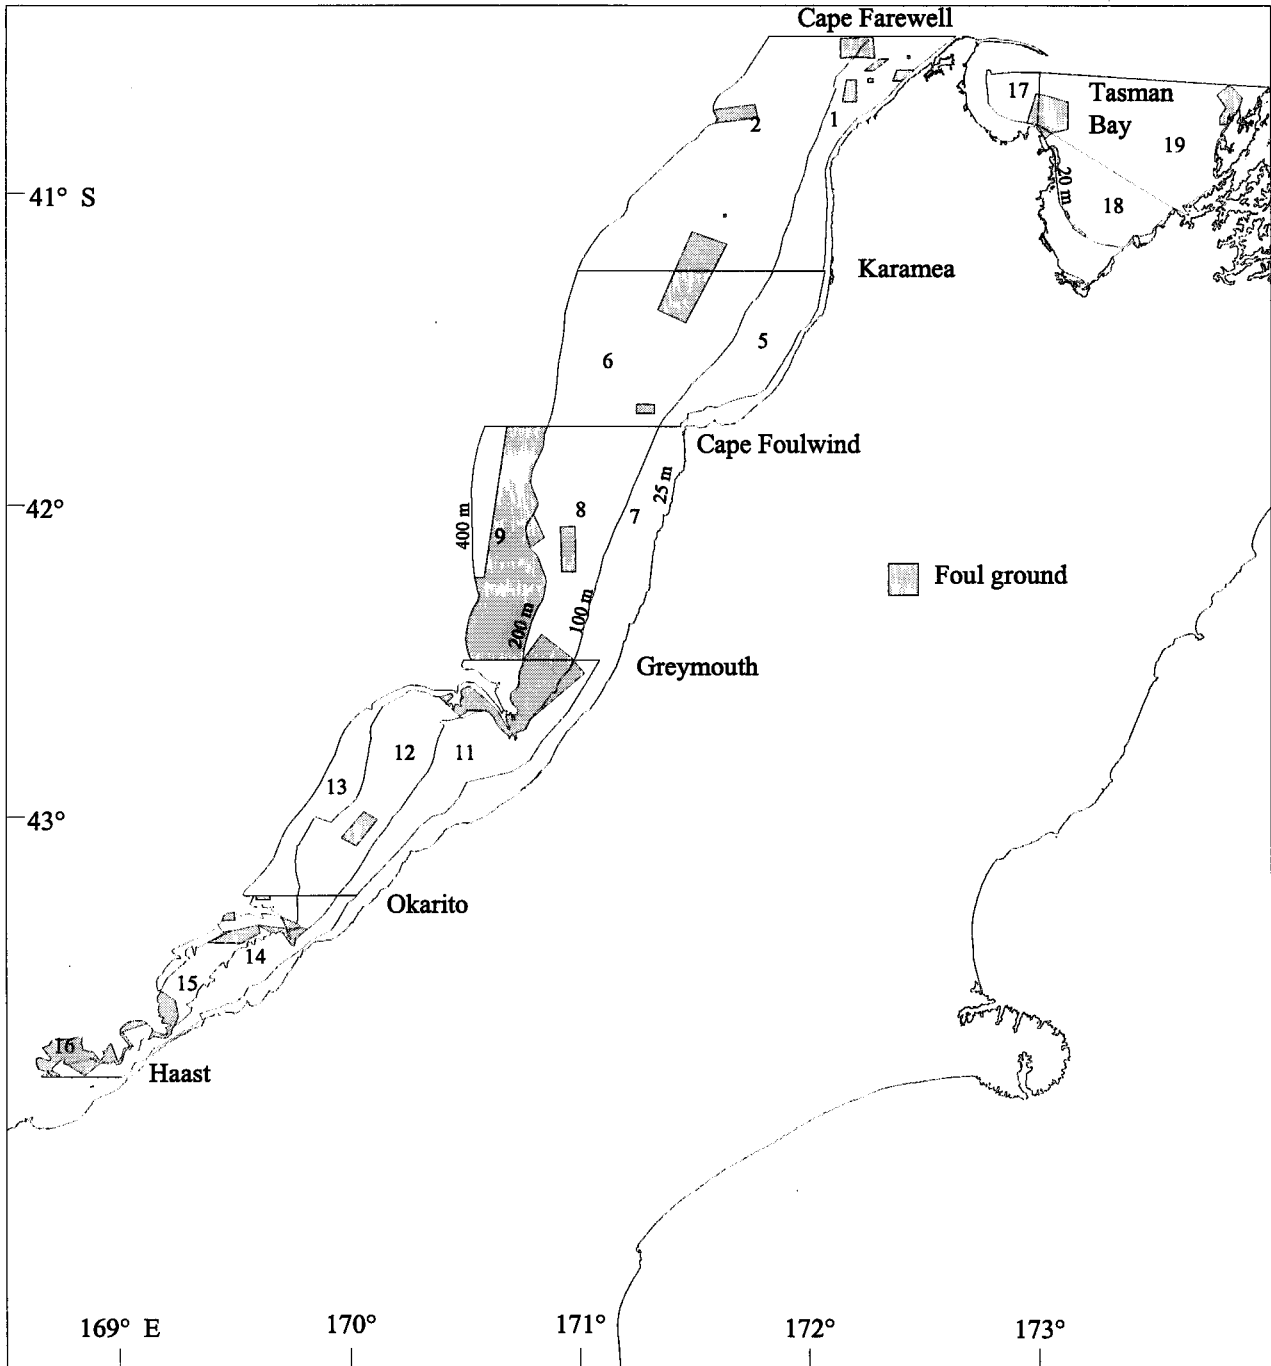 Cape Farewell
17
Tasman
Bay
2
1
19
20 m
18
41° S
Karamea
5
6
Cape Foulwind
25 m
8
7
42°
400 m
9
Foul ground
200 m
100 m
Greymouth
12
11
13
43°
Okarito
14
15
16
Haast
169° E
170°
171°
172°
173°